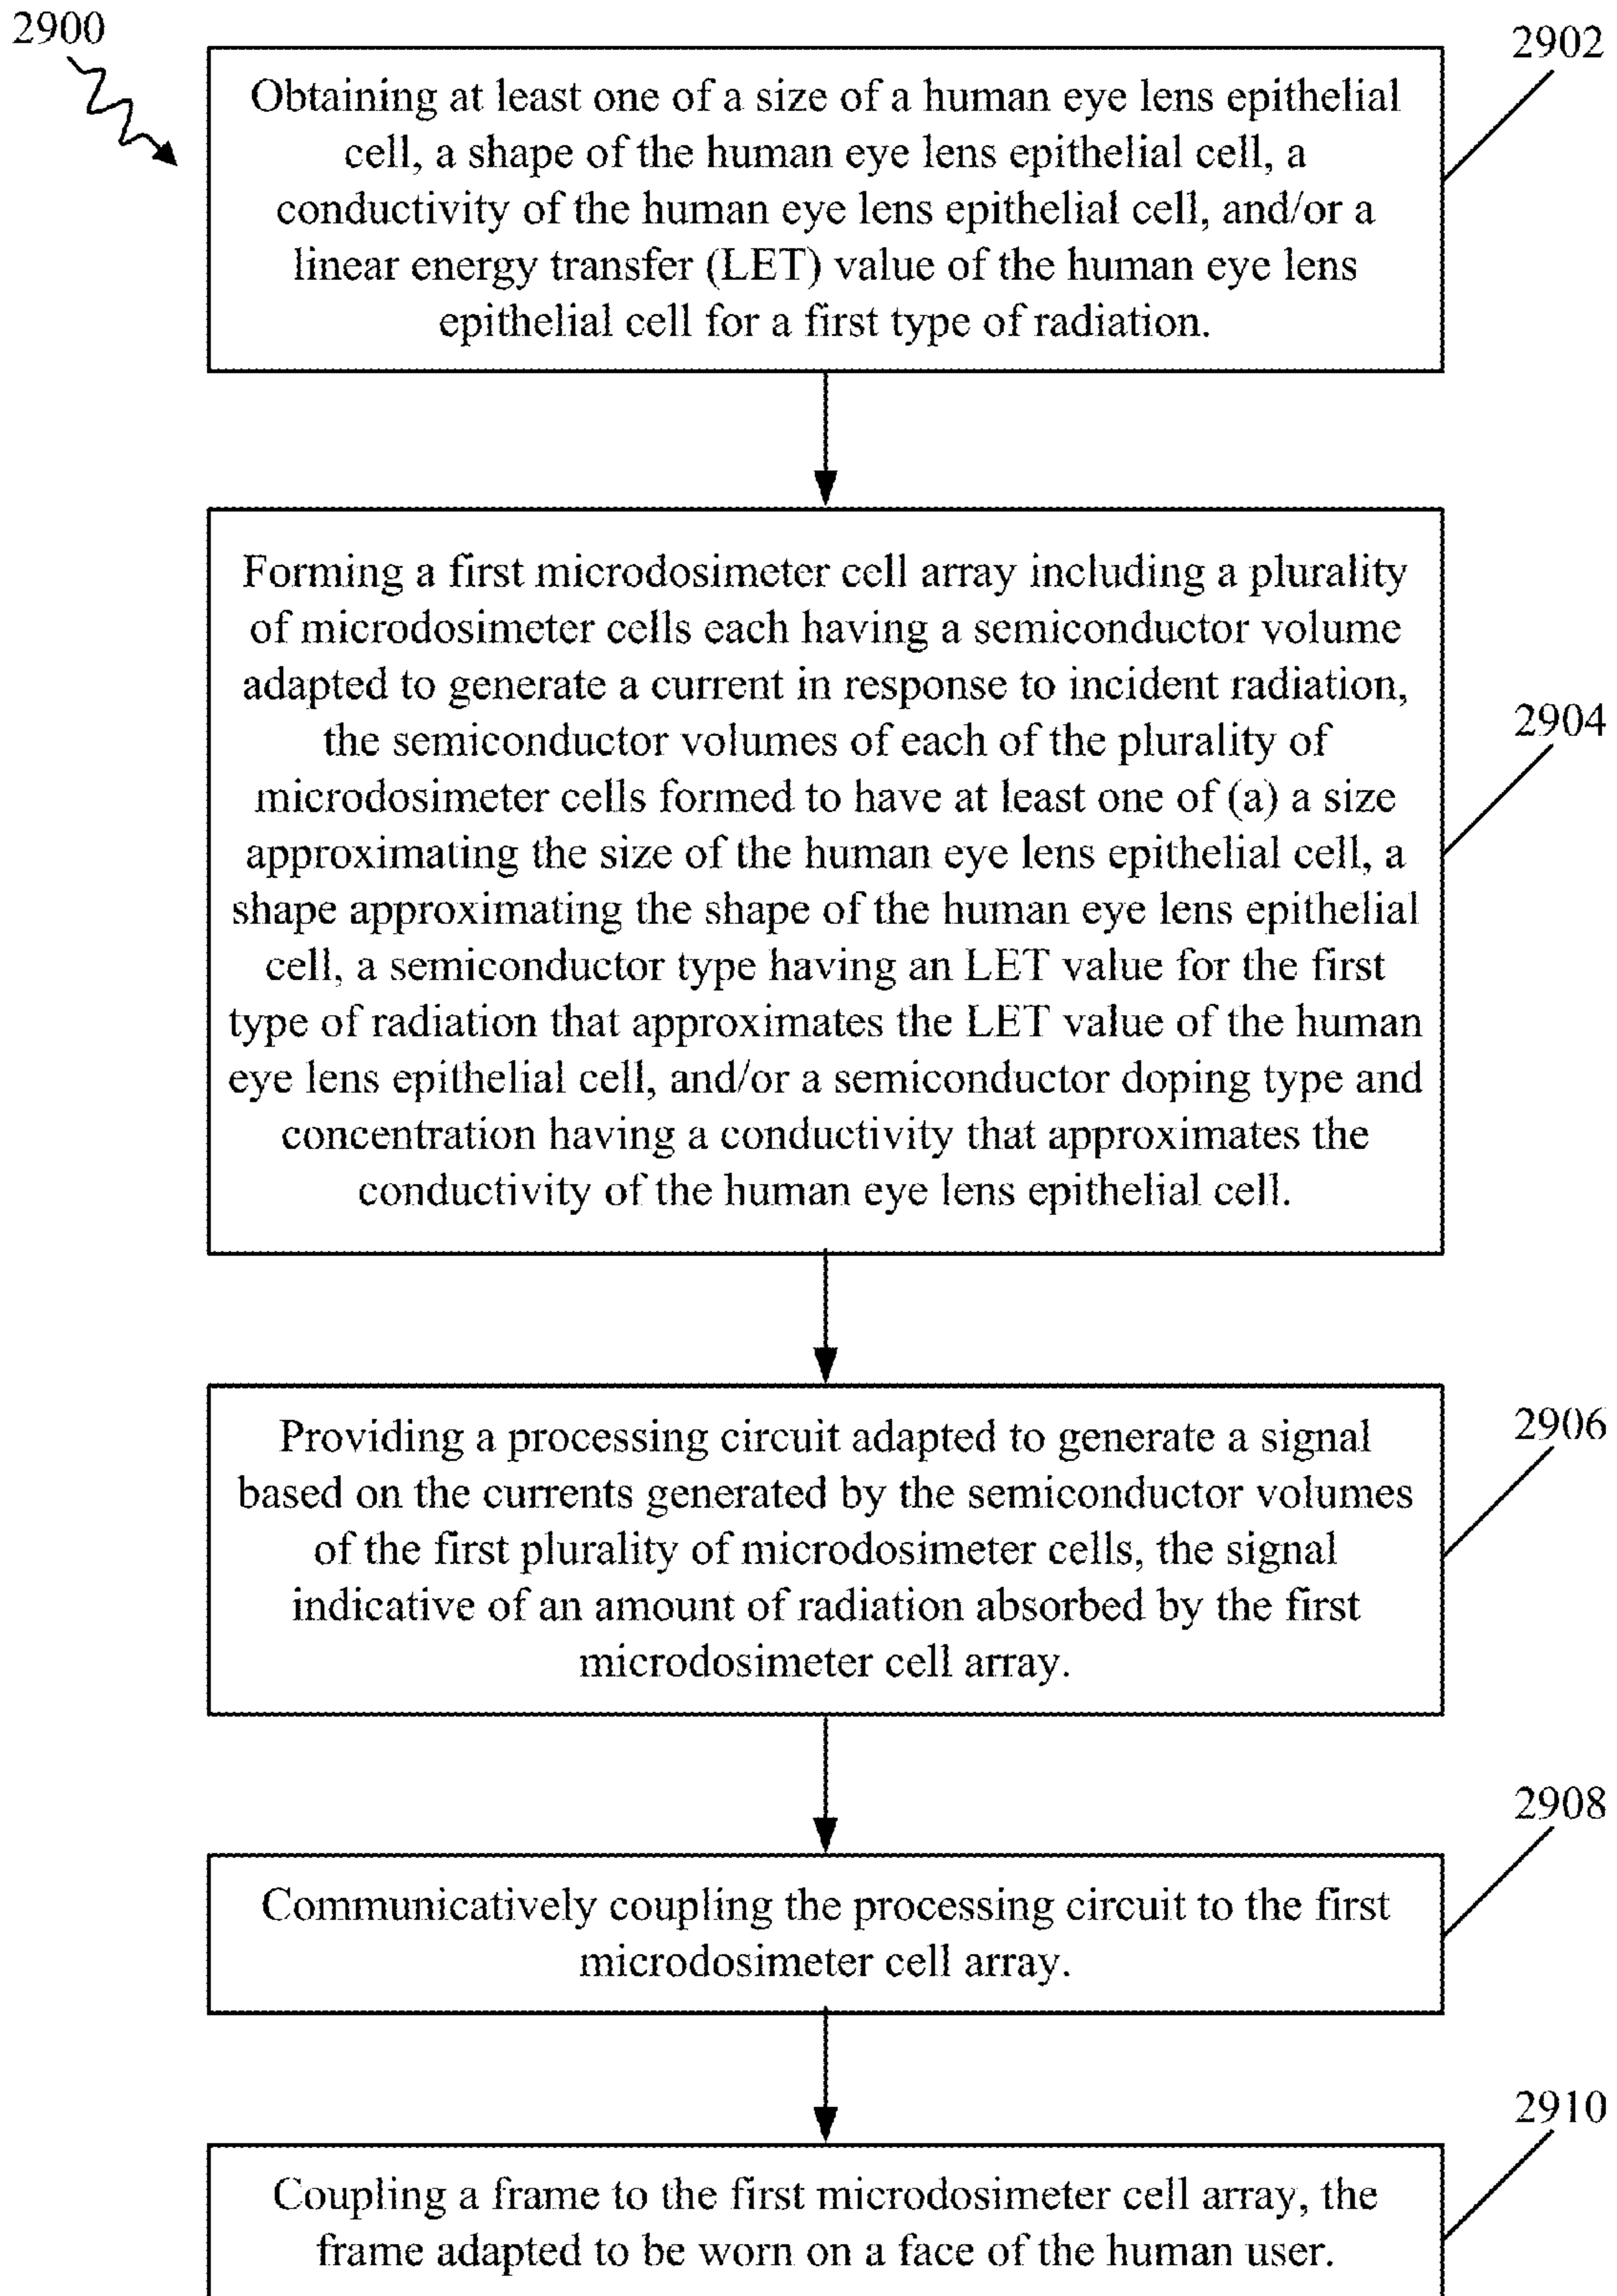 2900
2902
Obtaining at least one of a size of a human eye lens epithelial
cell, a shape of the human eye lens epithelial cell, a
conductivity of the human eye lens epithelial cell, and/or a
linear energy transfer (LET) value of the human eye lens
epithelial cell for a first type of radiation.
Forming a first microdosimeter cell array including a plurality
of microdosimeter cells each having a semiconductor volume
adapted to generate a current in response to incident radiation,
the semiconductor volumes of each of the plurality of
microdosimeter cells formed to have at least one of (a) a size
approximating the size of the human eye lens epithelial cell, a
shape approximating the shape of the human eye lens epithelial
cell, a semiconductor type having an LET value for the first
type of radiation that approximates the LET value of the human
eye lens epithelial cell, and/or a semiconductor doping type and
concentration having a conductivity that approximates the
conductivity of the human eye lens epithelial cell.
2904
Providing a processing circuit adapted to generate a signal
based on the currents generated by the semiconductor volumes
of the first plurality of microdosimeter cells, the signal
indicative of an amount of radiation absorbed by the first
microdosimeter cell array.
2906
Communicatively coupling the processing circuit to the first
microdosimeter cell array.
2908
Coupling a frame to the first microdosimeter cell array, the
frame adapted to be worn on a face of the human user.
2910